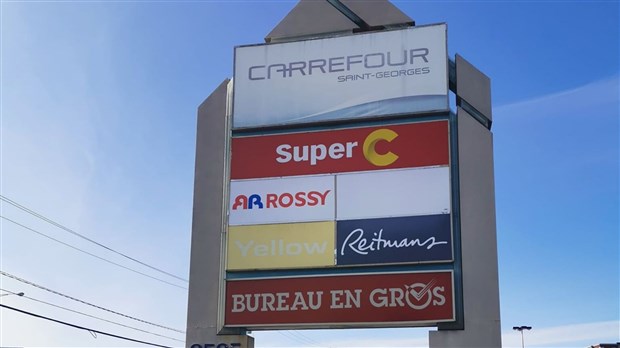 CARREFOUR
SAINT-GEORGES
super C
AR ROSSY
Yellow
Reitmans
BUREAU EN GROS